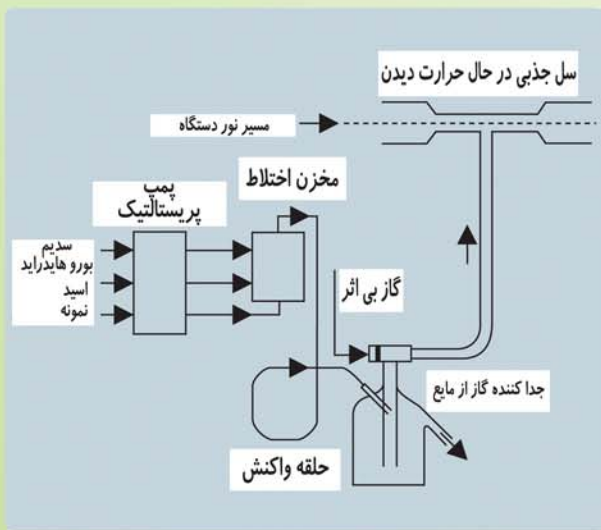 سل جذبی در حال حرارت دیدن
مسیر نور دستگاه
مخزن اختلاط
پمپ
پریستالتیک
سدیم
بورو هایدراید
اسید
نمونه
گاز بی اثر
جدا کننده گاز از مایع
حلقه واکنش